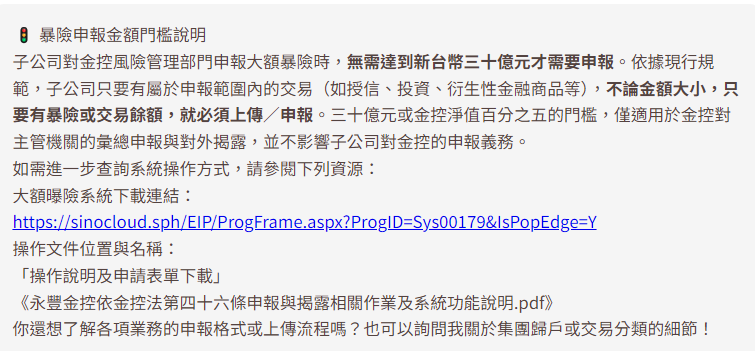 🚦 暴險申報金額門檻說明
子公司對金控風險管理部門申報大額暴險時，無需達到新台幣三十億元才需要申報。依據現行規
範，子公司只要有屬於申報範圍內的交易（如授信、投資、衍生性金融商品等），不論金額大小，只
要有暴險或交易餘額，就必須上傳／申報。三十億元或金控淨值百分之五的門檻，僅適用於金控對
主管機關的彙總申報與對外揭露，並不影響子公司對金控的申報義務。
如需進一步查詢系統操作方式，請參閱下列資源：
大額曝險系統下載連結：
https://sinocloud.sph/EIP/ProgFrame.aspx?ProgID=Sys00179&IsPopEdge=Y
操作文件位置與名稱：
「操作說明及申請表單下載」
《永豐金控依金控法第四十六條申報與揭露相關作業及系統功能說明.pdf》
你還想了解各項業務的申報格式或上傳流程嗎？也可以詢問我關於集團歸戶或交易分類的細節！